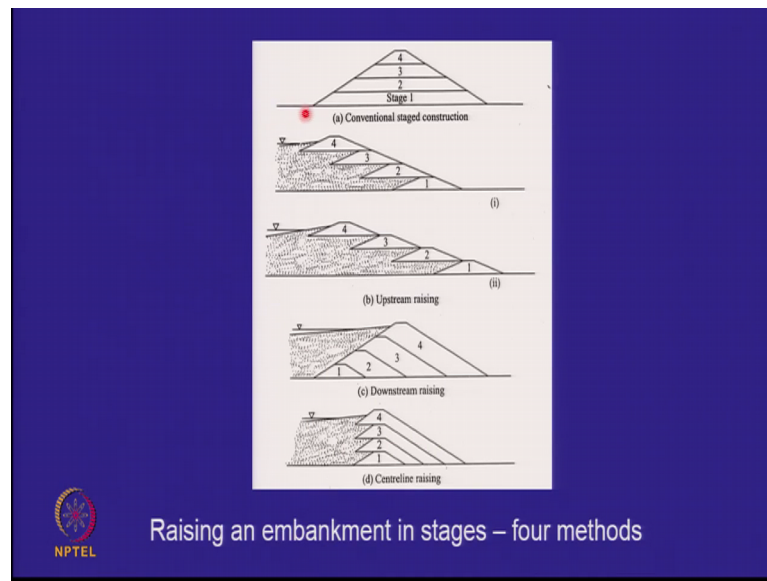 4
3
2
Stage 1
(a) Conventional staged construction
4
3
2
1
(i)
4
3
2
1
(ii)
(b) Upstream raising
4
3
2
1
(c) Downstream raising
4
3
2
1
(d) Centreline raising
Raising an embankment in stages – four methods
NPTEL